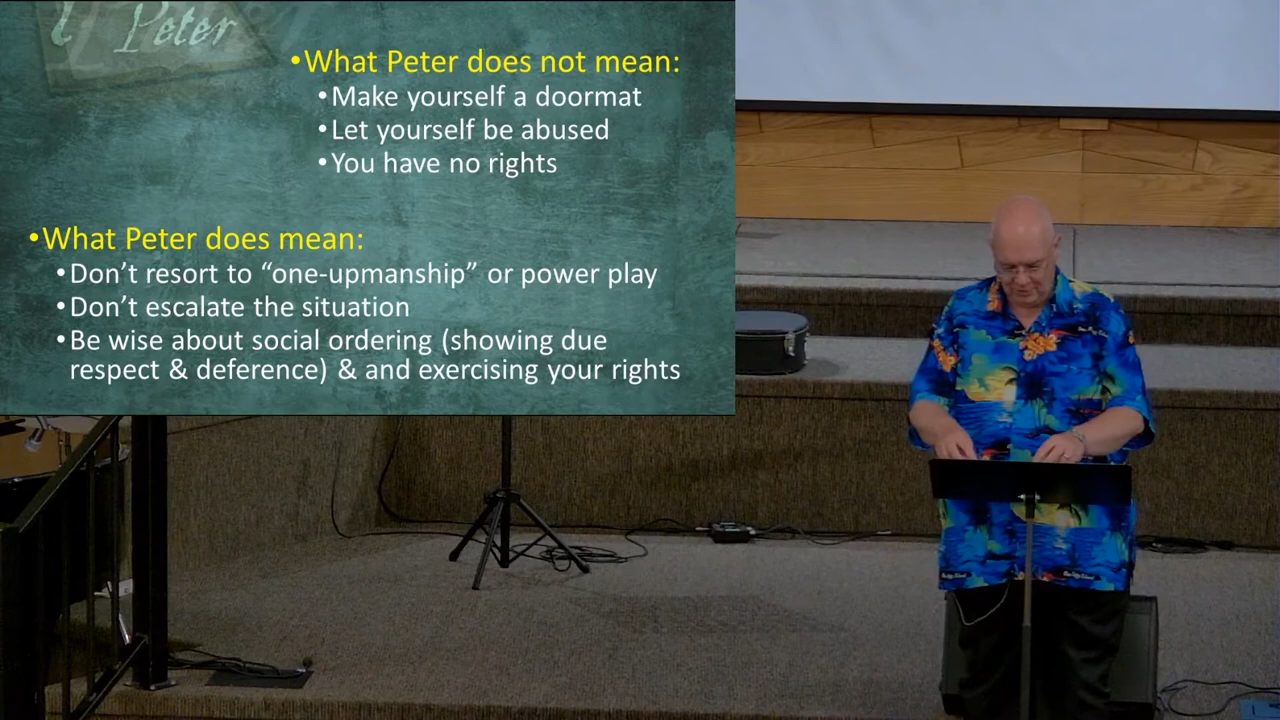 Peter
•What Peter does not mean:
•Make yourself a doormat
•Let yourself be abused
•You have no rights
•What Peter does mean:
•Don't resort to “one-upmanship” or power play
•Don't escalate the situation
•Be wise about social ordering (showing due
respect & deference) & and exercising your rights